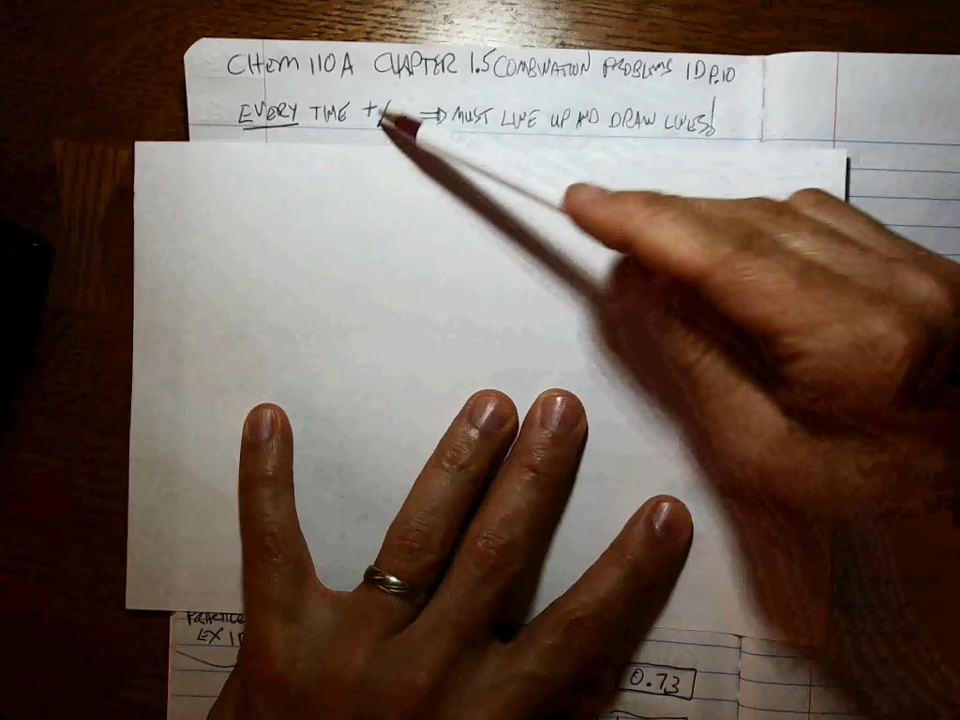 CHEM 110A CHAPTER 1.5 COMBINATION PROBLEMS 1D P.10
EVERY TIME +/ ⇒ MUST LINE UP AND DRAW LINES!
PRACTICE
EX 1
0.73